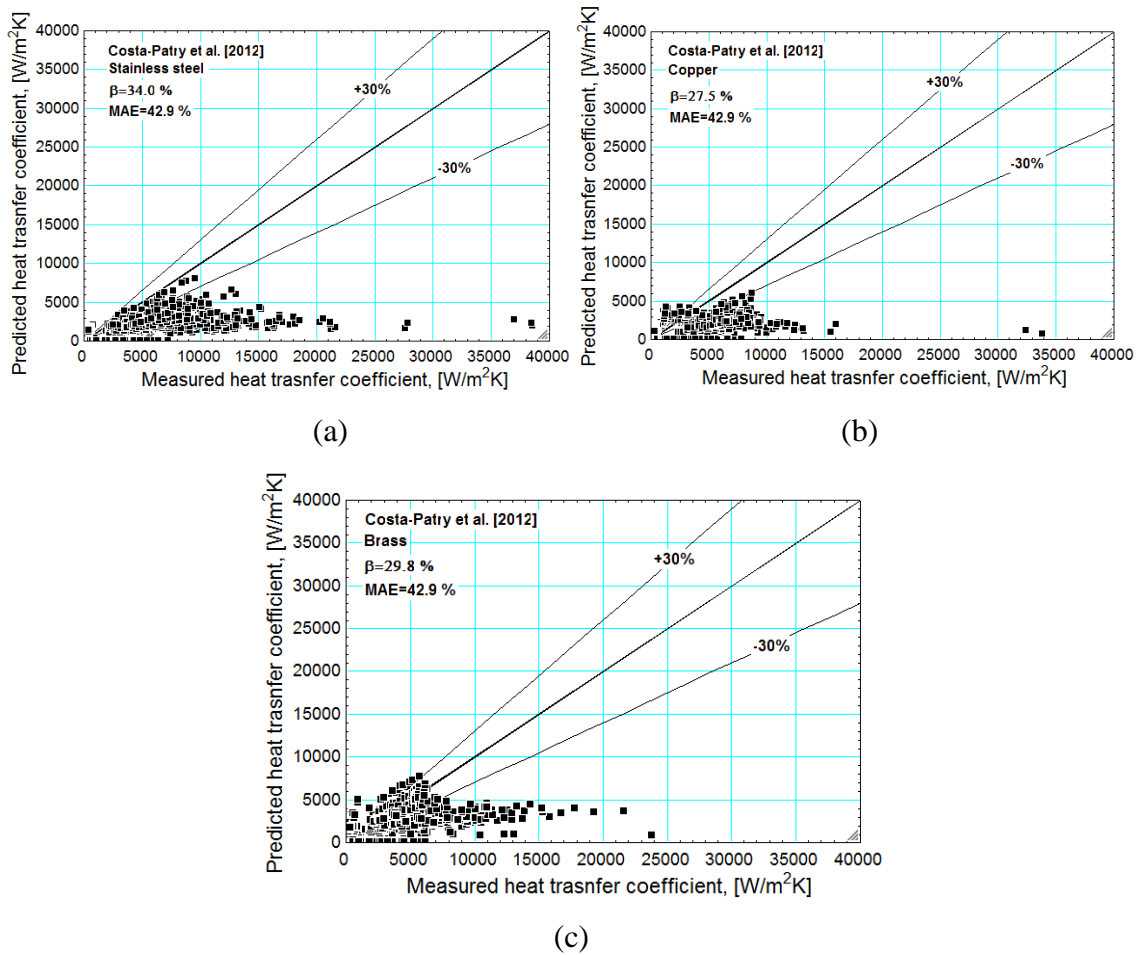 Predicted heat trasnfer coefficient, [W/m²K]
40000
35000
30000
25000
20000
15000
10000
5000
0
Costa-Patry et al. [2012]
Stainless steel
β=34.0 %
MAE=42.9 %
+30%
-30%
0 5000 10000 15000 20000 25000 30000 35000 40000
Measured heat trasnfer coefficient, [W/m²K]
(a)
Predicted heat trasnfer coefficient, [W/m²K]
40000
35000
30000
25000
20000
15000
10000
5000
0
Costa-Patry et al. [2012]
Copper
β=27.5 %
MAE=42.9 %
+30%
-30%
0 5000 10000 15000 20000 25000 30000 35000 40000
Measured heat trasnfer coefficient, [W/m²K]
(b)
Predicted heat trasnfer coefficient, [W/m²K]
40000
35000
30000
25000
20000
15000
10000
5000
0
Costa-Patry et al. [2012]
Brass
β=29.8 %
MAE=42.9 %
+30%
-30%
0 5000 10000 15000 20000 25000 30000 35000 40000
Measured heat trasnfer coefficient, [W/m²K]
(c)